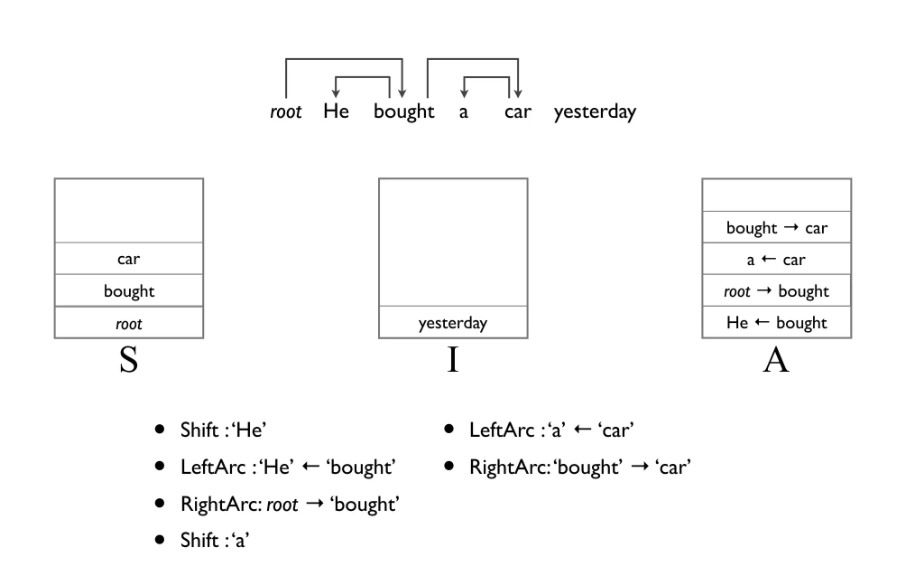 root He bought a car yesterday
car
bought
root
S
yesterday
I
bought → car
a ← car
root → bought
He ← bought
A
• Shift :‘He’
• LeftArc :‘He’ ← ‘bought’
• RightArc: root → ‘bought’
• Shift :‘a’
• LeftArc :‘a’ ← ‘car’
• RightArc:‘bought’ → ‘car’